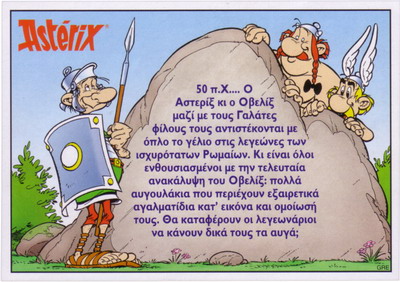 Astérix
50 π.Χ.... Ο
Αστερίξ κι ο Οβελίξ
μαζί με τους Γαλάτες
φίλους τους αντιστέκονται με
όπλο το γέλιο στις λεγεώνες των
ισχυρότατων Ρωμαίων. Κι είναι όλοι
ενθουσιασμένοι με την τελευταία
ανακάλυψη του Οβελίξ: πολλά
αυγουλάκια που περιέχουν εξαιρετικά
αγαλματίδια κατ' εικόνα και ομοίωσή
τους. Θα καταφέρουν οι λεγεωνάριοι
να κάνουν δικά τους τα αυγά;
GRE